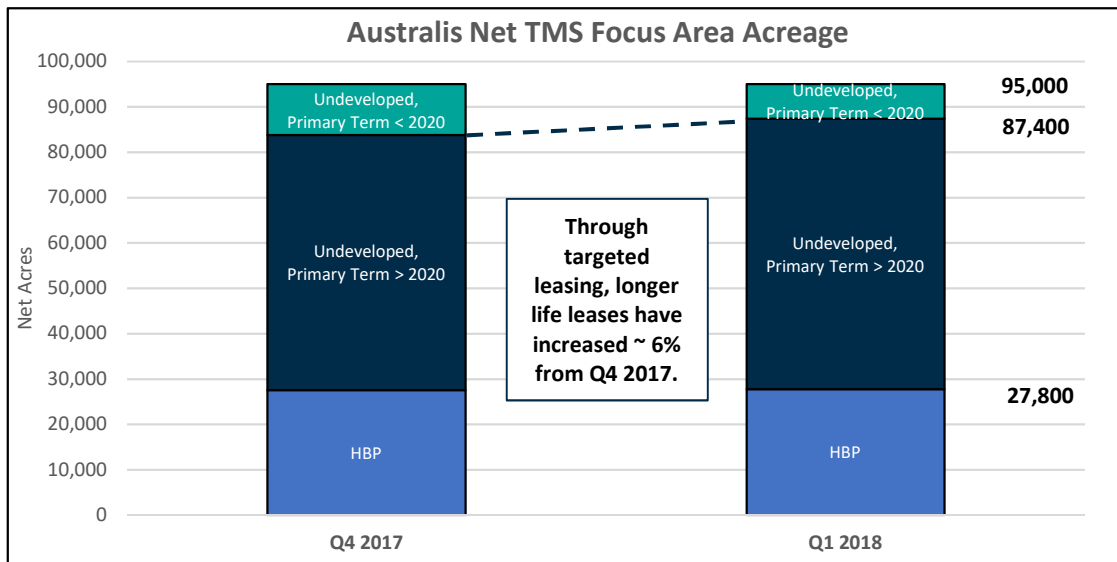 Australis Net TMS Focus Area Acreage
100,000
90,000
80,000
70,000
60,000
50,000
40,000
30,000
20,000
10,000
0
Net Acres
Undeveloped,
Primary Term < 2020
Undeveloped,
Primary Term > 2020
HBP
Through
targeted
leasing, longer
life leases have
increased ~ 6%
from Q4 2017.
Undeveloped,
Primary Term < 2020
Undeveloped,
Primary Term > 2020
HBP
95,000
87,400
27,800
Q4 2017
Q1 2018